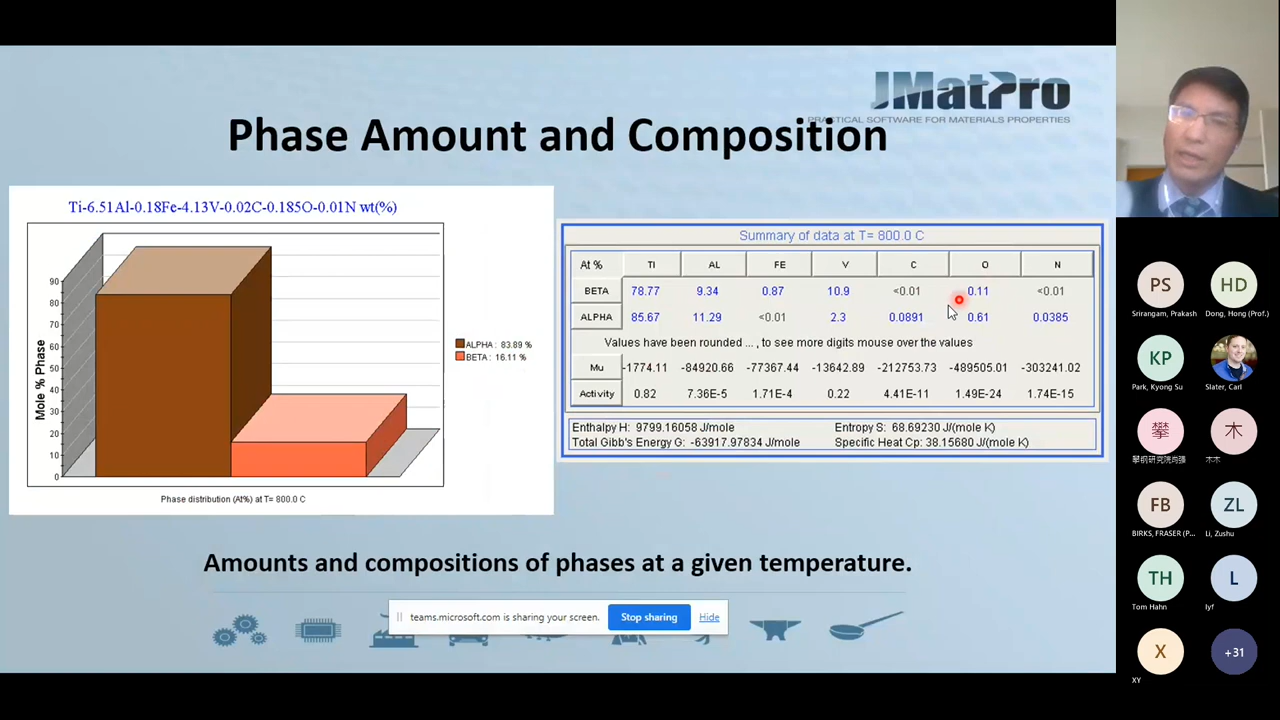 JMatPro
PRACTICAL SOFTWARE FOR MATERIALS PROPERTIES
Phase Amount and Composition
Ti-6.51Al-0.18Fe-4.13V-0.02C-0.185O-0.01N wt(%)
Mole % Phase
90
80
70
60
50
40
30
20
10
0
ALPHA : 83.89 %
BETA : 16.11 %
Phase distribution (At%) at T= 800.0 C
Summary of data at T= 800.0 C
At % TI AL FE V C O N
BETA 78.77 9.34 0.87 10.9 <0.01 0.11 <0.01
ALPHA 85.67 11.29 <0.01 2.3 0.0891 0.61 0.0385
Values have been rounded ... , to see more digits mouse over the values
Mu -1774.11 -84920.66 -77367.44 -13642.89 -212753.73 -489505.01 -303241.02
Activity 0.82 7.36E-5 1.71E-4 0.22 4.41E-11 1.49E-24 1.74E-15
Enthalpy H: 9799.16058 J/mole Entropy S: 68.69230 J/(mole K)
Total Gibb's Energy G: -63917.97834 J/mole Specific Heat Cp: 38.15680 J/(mole K)
Amounts and compositions of phases at a given temperature.
teams.microsoft.com is sharing your screen. Stop sharing Hide
PS HD
Srirangam, Prakash Dong, Hong (Prof.)
KP
Park, Kyong Su Slater, Carl
攀 木
木木
FB ZL
BIRKS, FRASER (P... Li, Zushu
TH L
Tom Hahn lyf
X +31
XY